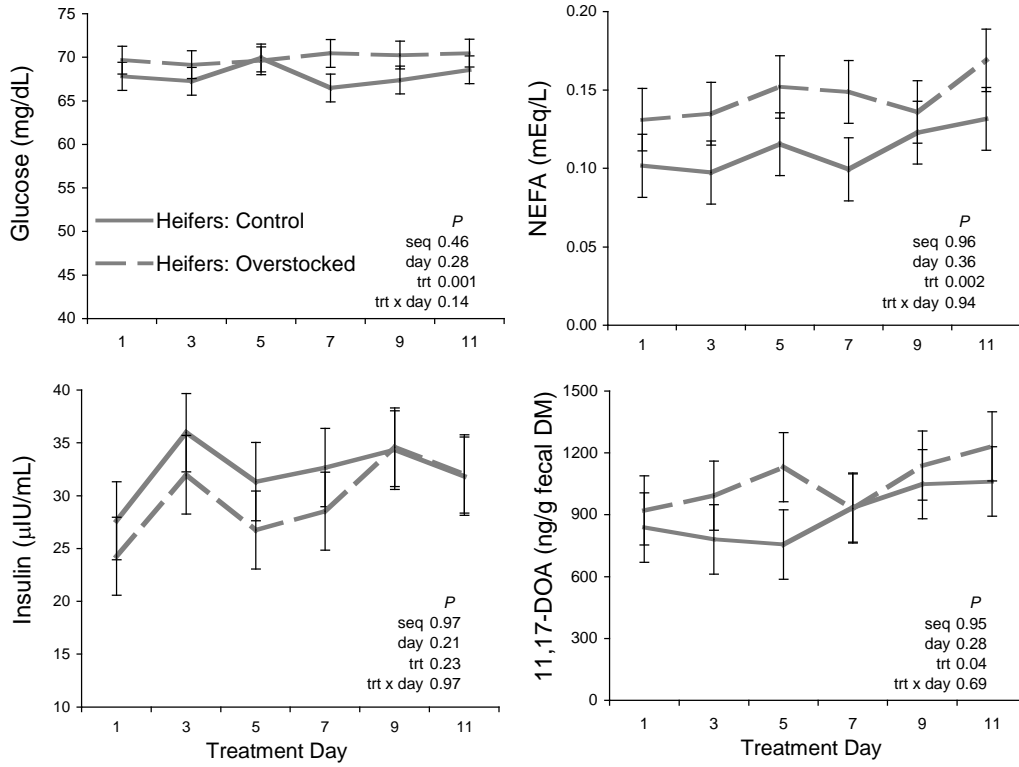 75
70
65
60
55
50
45
40
Glucose (mg/dL)
Heifers: Control
Heifers: Overstocked
P
seq 0.46
day 0.28
trt 0.001
trt x day 0.14
1 3 5 7 9 11
0.20
0.15
0.10
0.05
0.00
NEFA (mEq/L)
P
seq 0.96
day 0.36
trt 0.002
trt x day 0.94
1 3 5 7 9 11
40
35
30
25
20
15
10
Insulin (µIU/mL)
P
seq 0.97
day 0.21
trt 0.23
trt x day 0.97
1 3 5 7 9 11
Treatment Day
1500
1200
900
600
300
0
11,17-DOA (ng/g fecal DM)
P
seq 0.95
day 0.28
trt 0.04
trt x day 0.69
1 3 5 7 9 11
Treatment Day